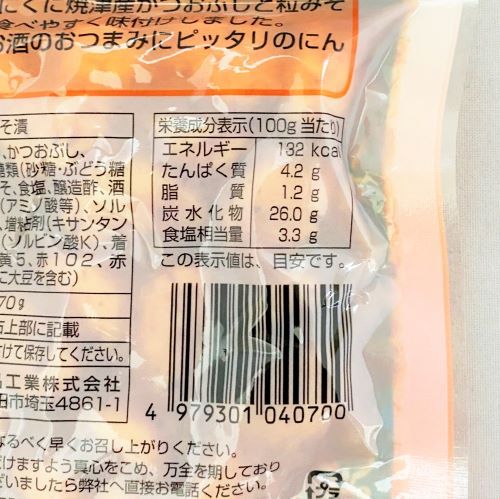 にくに焼津産かつおぶしと粒みそ
食べやすく味付けしました。
お酒のおつまみにピッタリのにん
そ漬
、かつおぶし、
糖類(砂糖・ぶどう糖
そ、食塩、醸造酢、酒
(アミノ酸等)、ソル
、増粘剤(キサンタン
(ソルビン酸K)、着
黄5、赤102、赤
に大豆を含む)
70g
右上部に記載
けて保存してください。
品工業株式会社
田市埼玉4861-1
栄養成分表示(100g当たり)
エネルギー 132 kcal
たんぱく質 4.2 g
脂質 1.2 g
炭水化物 26.0 g
食塩相当量 3.3 g
この表示値は、目安です。
4 979301 040700
なるべく早くお召し上がりください。
だけますよう真心をこめ、万全を期しており
ざいましたら弊社へ直接お電話ください。
プラ